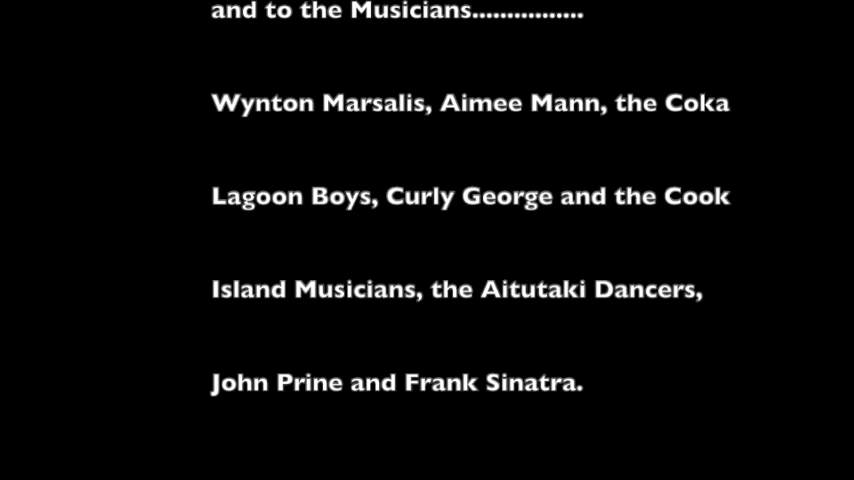 and to the Musicians................
Wynton Marsalis, Aimee Mann, the Coka
Lagoon Boys, Curly George and the Cook
Island Musicians, the Aitutaki Dancers,
John Prine and Frank Sinatra.